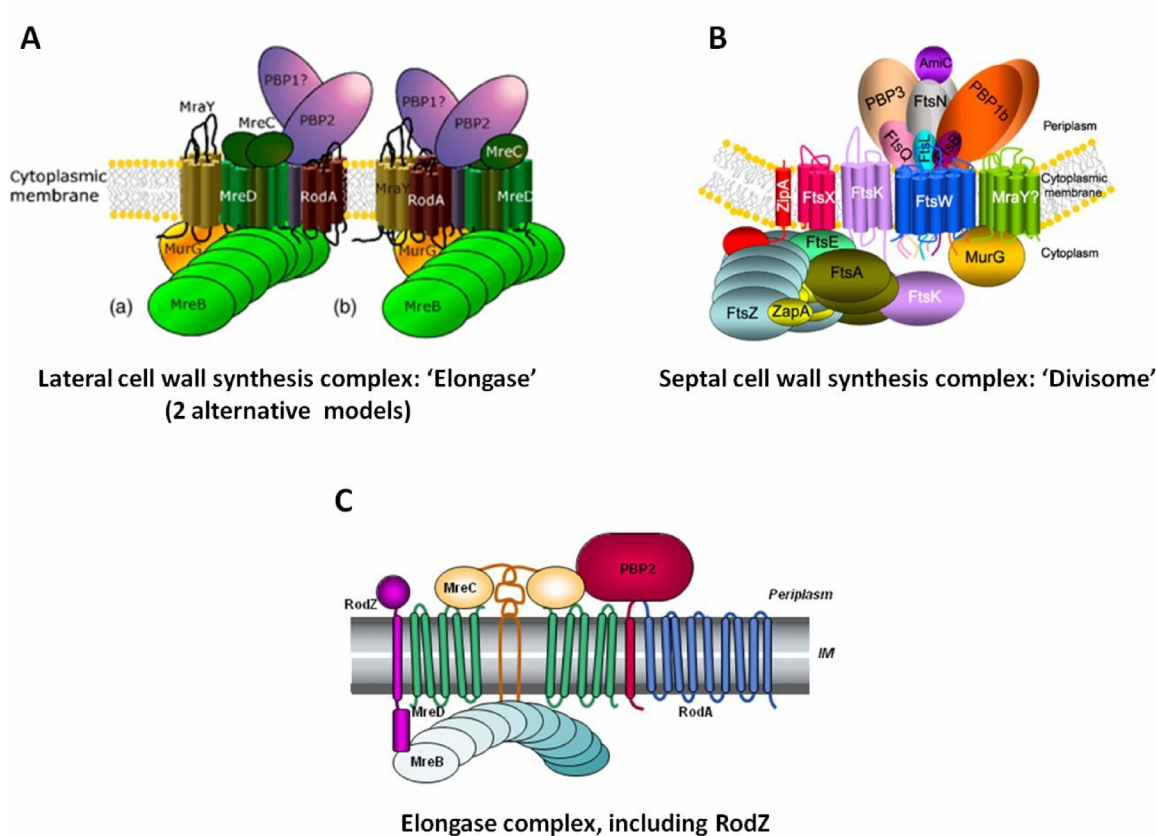 A
PBP1?
MraY
MreC
PBP2
Cytoplasmic
membrane
MreD
RodA
MurG
MreB
(a)
PBP1?
PBP2
MreC
MraY
RodA
MreD
MurG
MreB
(b)
Lateral cell wall synthesis complex: ‘Elongase’
(2 alternative models)
B
AmiC
PBP3
FtsN
PBP1b
FtsQ
FtsL
Periplasm
ZipA
FtsX
FtsK
FtsW
MraY?
Cytoplasmic
membrane
FtsE
FtsA
MurG
Cytoplasm
FtsZ
ZapA
FtsK
Septal cell wall synthesis complex: ‘Divisome’
C
PBP2
MreC
RodZ
Periplasm
IM
MreD
RodA
MreB
Elongase complex, including RodZ